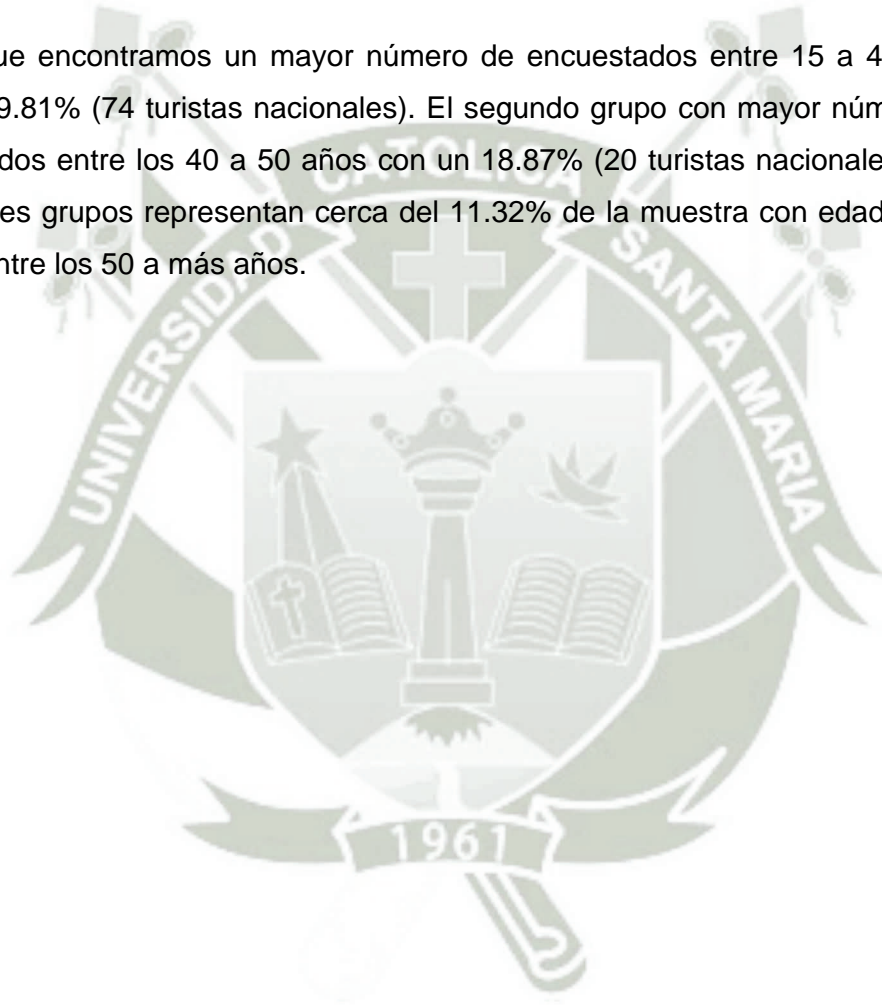 ue encontramos un mayor número de encuestados entre 15 a 4
9.81% (74 turistas nacionales). El segundo grupo con mayor núm
dos entre los 40 a 50 años con un 18.87% (20 turistas nacionale
es grupos representan cerca del 11.32% de la muestra con edad
ntre los 50 a más años.
UNIVERSIDAD CATOLICA SANTA MARIA
1961